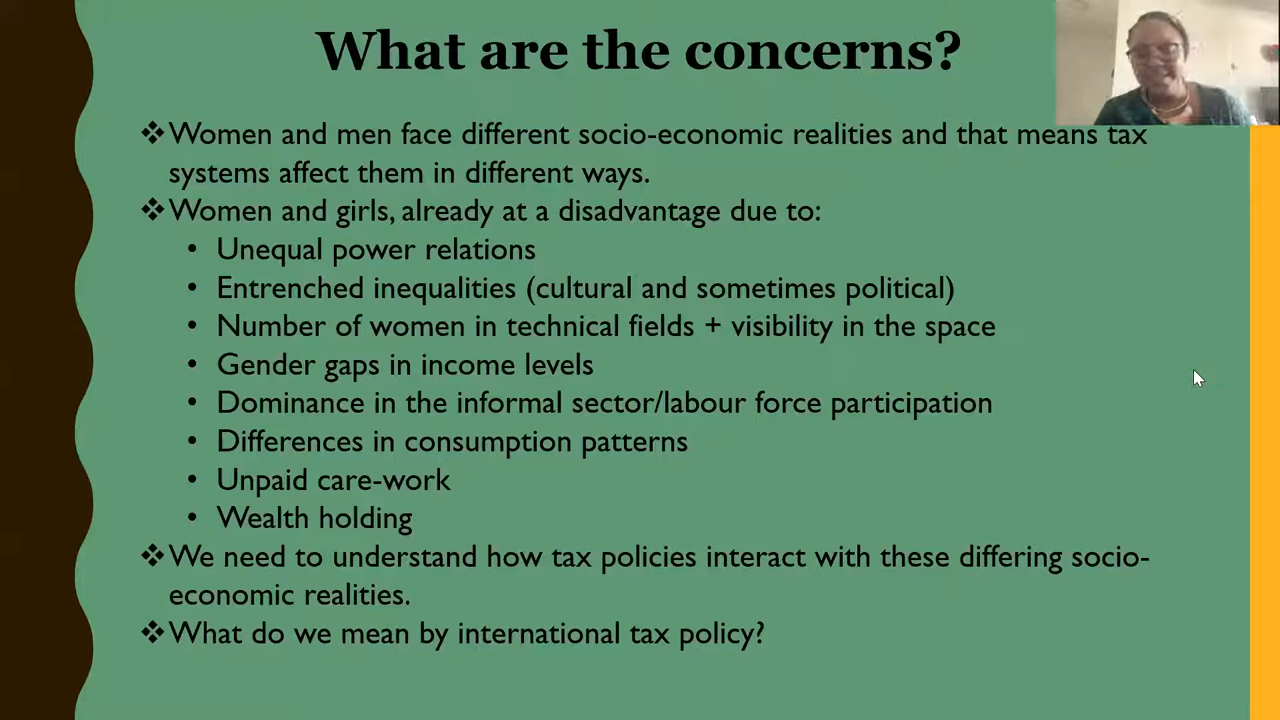 What are the concerns?
❖Women and men face different socio-economic realities and that means tax
systems affect them in different ways.
❖Women and girls, already at a disadvantage due to:
• Unequal power relations
• Entrenched inequalities (cultural and sometimes political)
• Number of women in technical fields + visibility in the space
• Gender gaps in income levels
• Dominance in the informal sector/labour force participation
• Differences in consumption patterns
• Unpaid care-work
• Wealth holding
❖We need to understand how tax policies interact with these differing socio-
economic realities.
❖What do we mean by international tax policy?